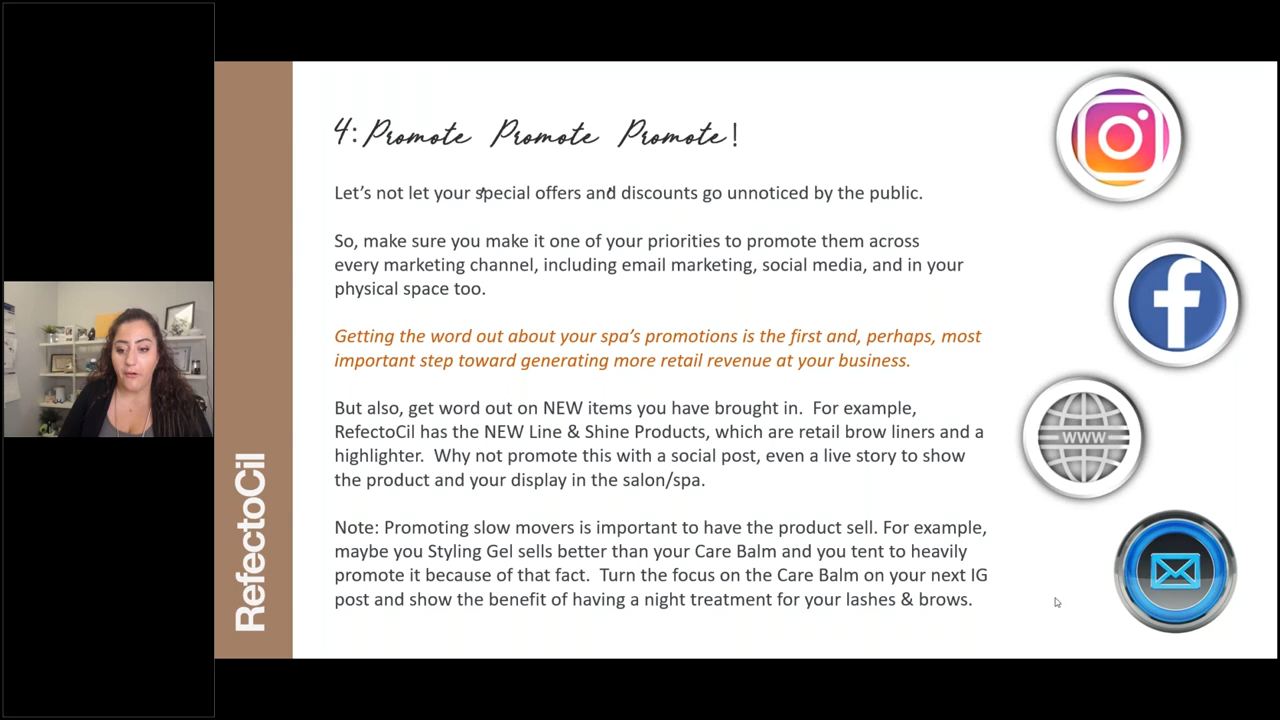 4: Promote Promote Promote!
Let's not let your special offers and discounts go unnoticed by the public.
So, make sure you make it one of your priorities to promote them across
every marketing channel, including email marketing, social media, and in your
physical space too.
Getting the word out about your spa's promotions is the first and, perhaps, most
important step toward generating more retail revenue at your business.
But also, get word out on NEW items you have brought in.  For example,
RefectoCil has the NEW Line & Shine Products, which are retail brow liners and a
highlighter.  Why not promote this with a social post, even a live story to show
the product and your display in the salon/spa.
Note: Promoting slow movers is important to have the product sell. For example,
maybe you Styling Gel sells better than your Care Balm and you tent to heavily
promote it because of that fact.  Turn the focus on the Care Balm on your next IG
post and show the benefit of having a night treatment for your lashes & brows.
RefectoCil
WWW